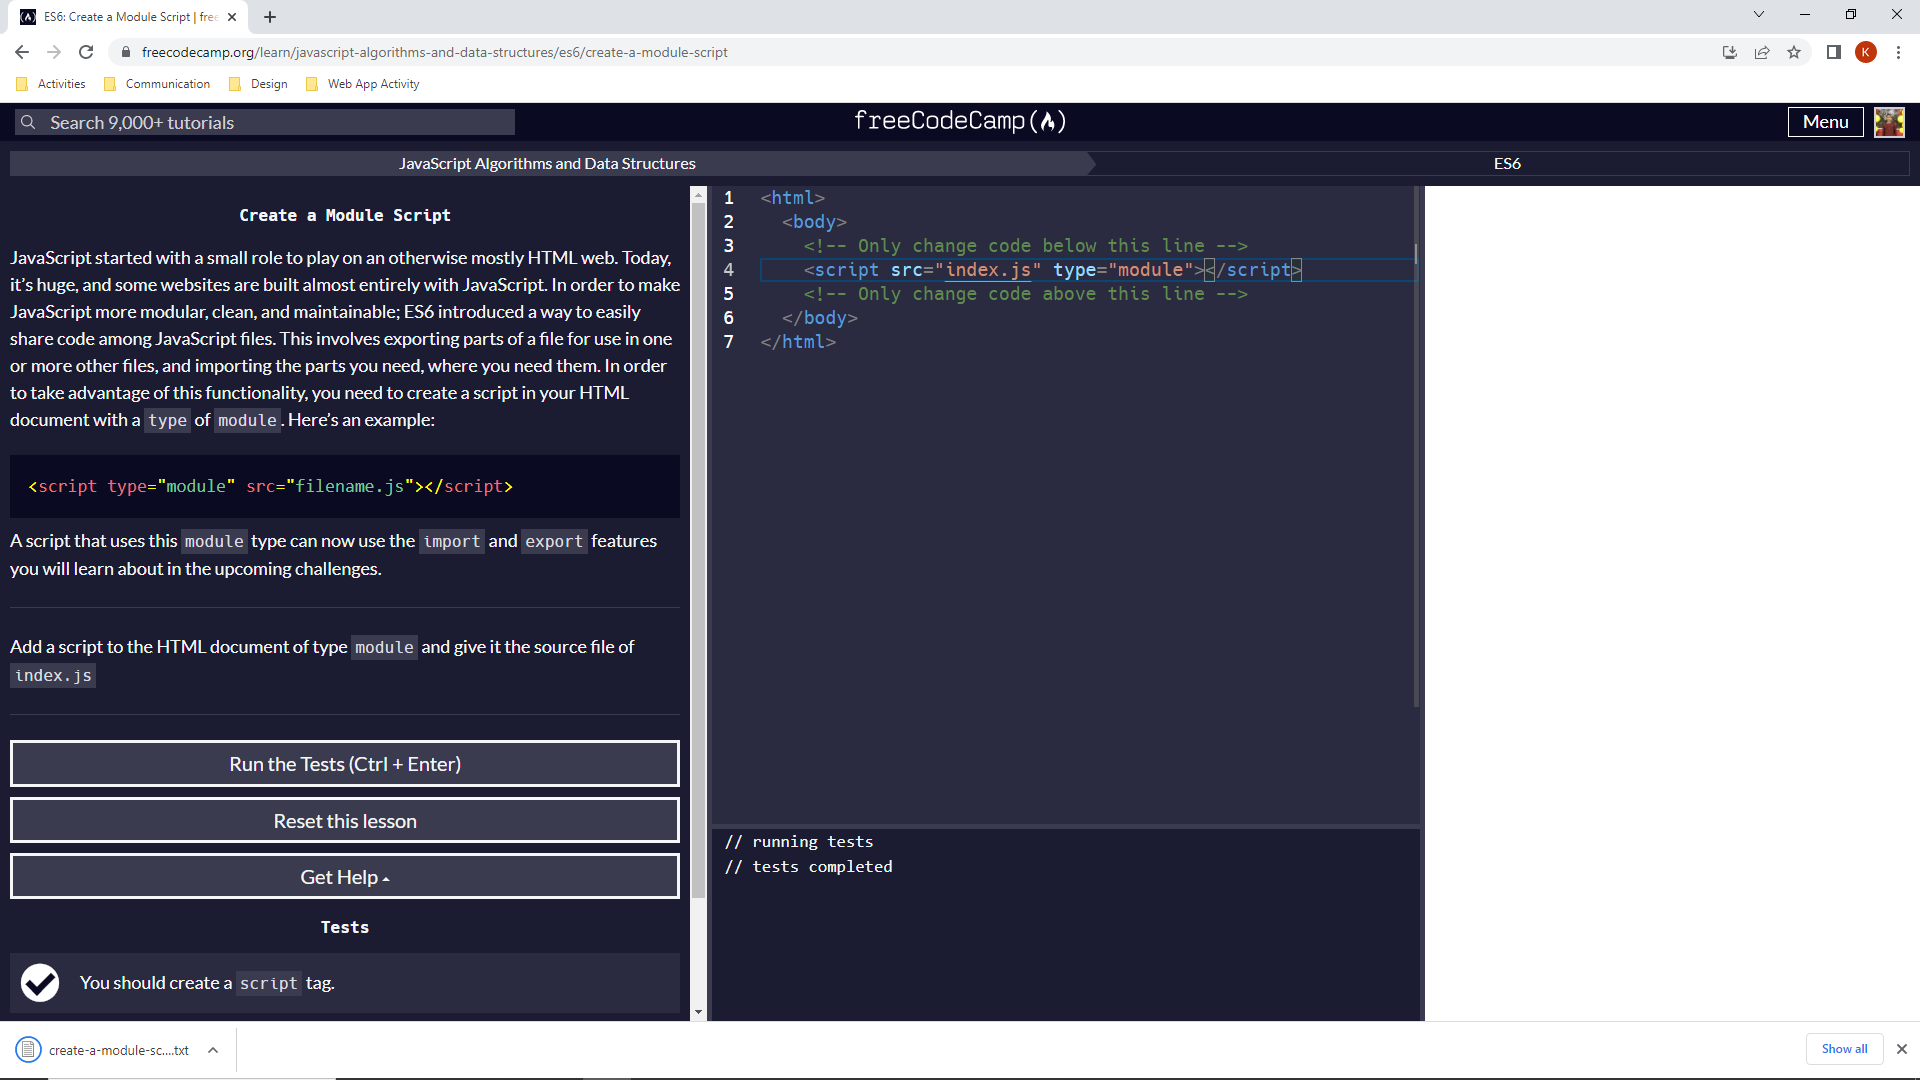 ES6: Create a Module Script | free
freecodecamp.org/learn/javascript-algorithms-and-data-structures/es6/create-a-module-script
K
Activities
Communication
Design
Web App Activity
Search 9,000+ tutorials
freeCodeCamp
Menu
JavaScript Algorithms and Data Structures
ES6
Create a Module Script
JavaScript started with a small role to play on an otherwise mostly HTML web. Today,
it’s huge, and some websites are built almost entirely with JavaScript. In order to make
JavaScript more modular, clean, and maintainable; ES6 introduced a way to easily
share code among JavaScript files. This involves exporting parts of a file for use in one
or more other files, and importing the parts you need, where you need them. In order
to take advantage of this functionality, you need to create a script in your HTML
document with a type of module. Here’s an example:
<script type="module" src="filename.js"></script>
A script that uses this module type can now use the import and export features
you will learn about in the upcoming challenges.
Add a script to the HTML document of type module and give it the source file of
index.js
Run the Tests (Ctrl + Enter)
Reset this lesson
Get Help
Tests
You should create a script tag.
1 <html>
2 <body>
3 <!-- Only change code below this line -->
4 <script src="index.js" type="module"></script>
5 <!-- Only change code above this line -->
6 </body>
7 </html>
// running tests
// tests completed
create-a-module-sc....txt
Show all